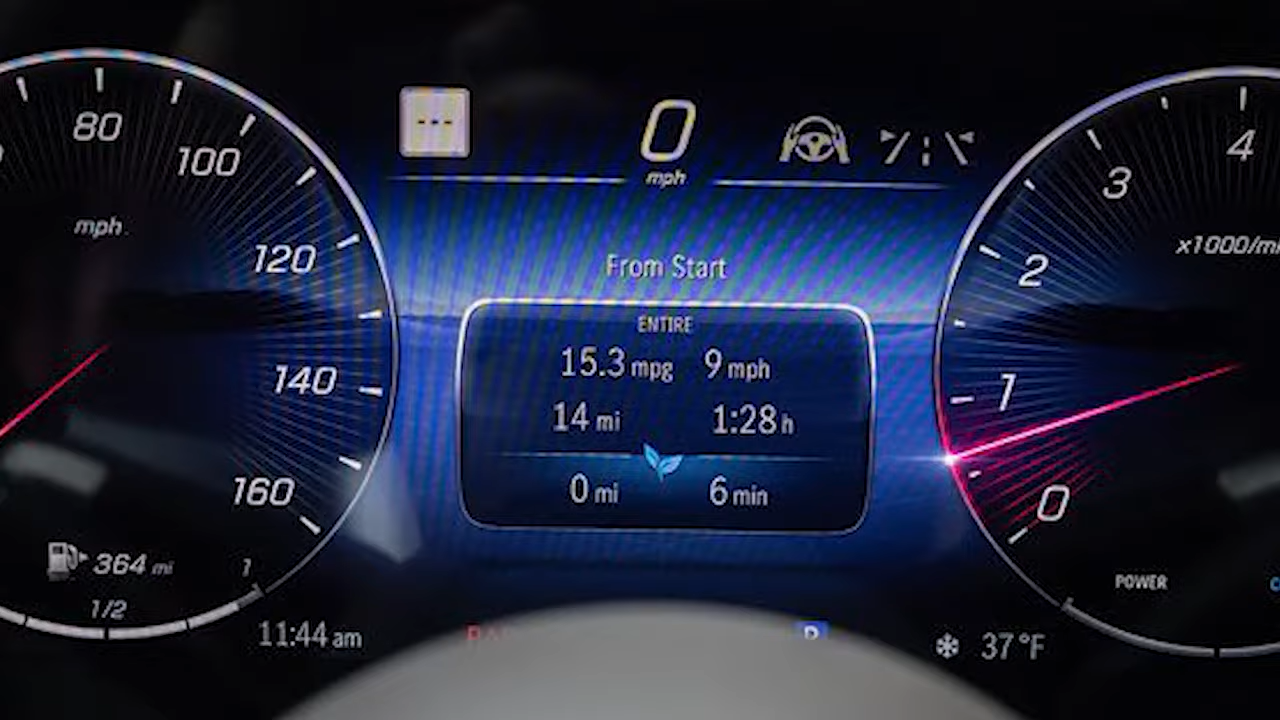 80
100
mph
120
140
160
364 mi
1/2
1
11:44 am
---
0
mph
From Start
ENTIRE
15.3 mpg 9 mph
14 mi 1:28 h
0 mi 6 min
P
4
3
x1000/mi
2
1
0
POWER
37°F